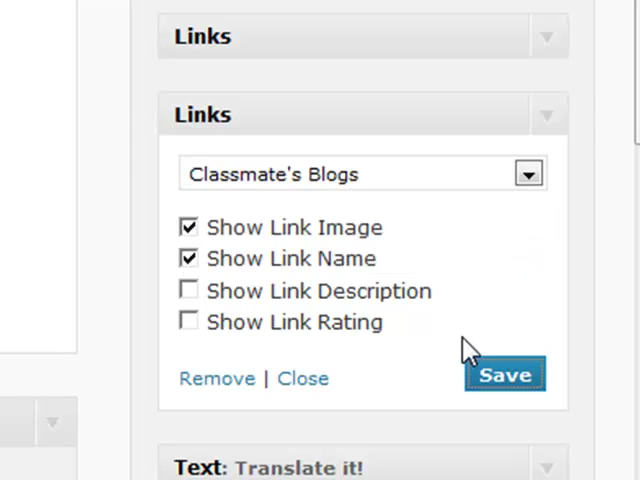 Links
Links
Classmate's Blogs
Show Link Image
Show Link Name
Show Link Description
Show Link Rating
Remove | Close
Save
Text: Translate it!